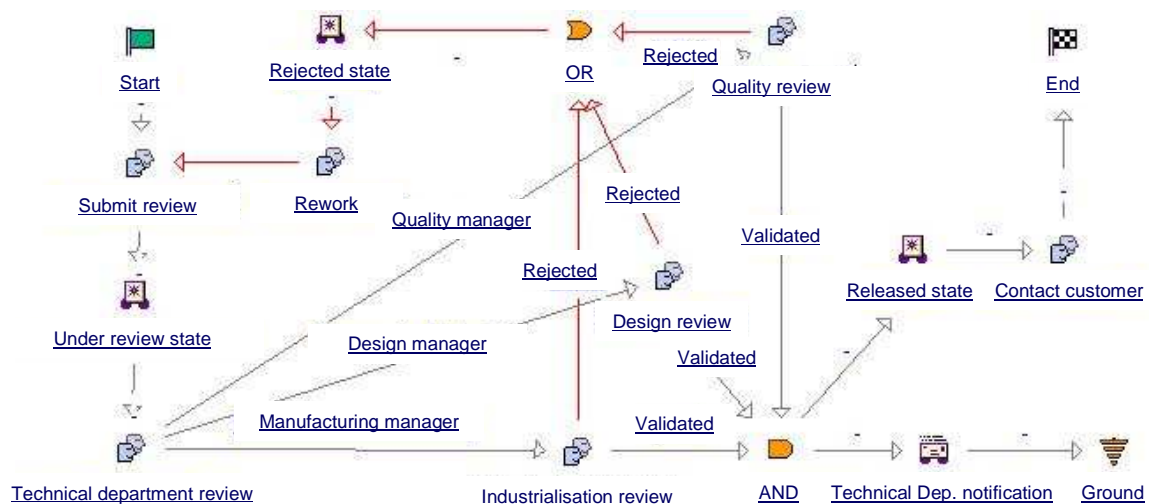 Start
Rejected state
OR
Rejected
Quality review
End
Submit review
Rework
Quality manager
Rejected
Validated
Rejected
Under review state
Design manager
Design review
Released state
Contact customer
Validated
Manufacturing manager
Validated
Technical department review
Industrialisation review
AND
Technical Dep. notification
Ground